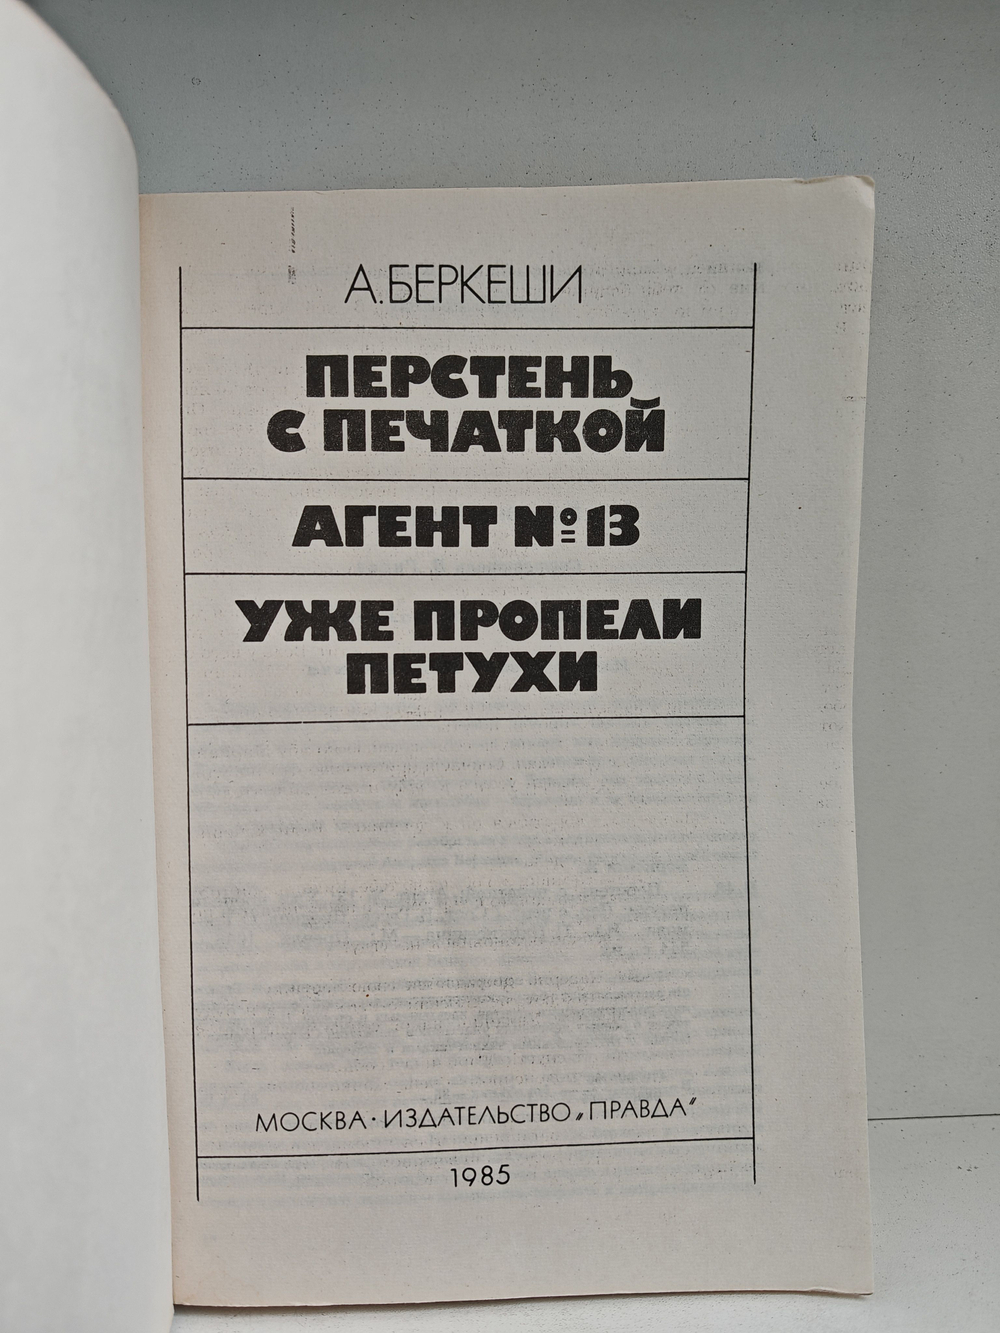 А. БЕРКЕШИ
ПЕРСТЕНЬ
С ПЕЧАТКОЙ
АГЕНТ № 13
УЖЕ ПРОПЕЛИ
ПЕТУХИ
МОСКВА · ИЗДАТЕЛЬСТВО „ПРАВДА“
1985